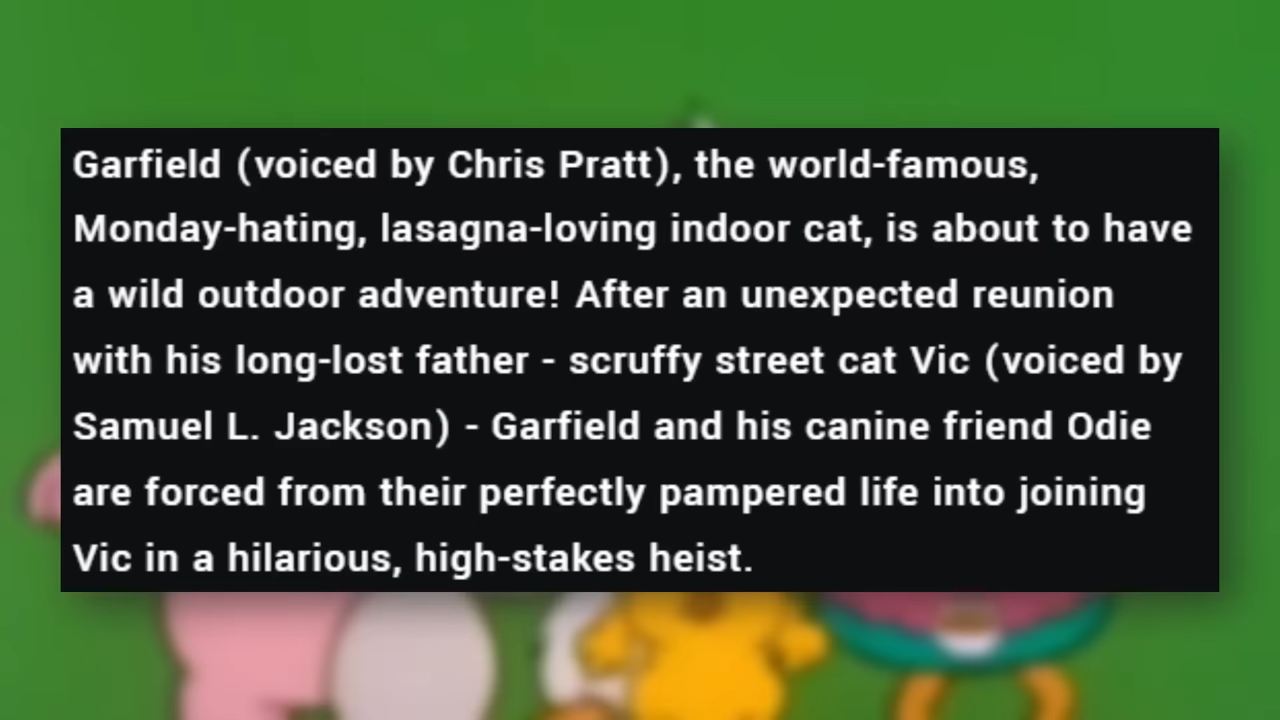 Garfield (voiced by Chris Pratt), the world-famous,
Monday-hating, lasagna-loving indoor cat, is about to have
a wild outdoor adventure! After an unexpected reunion
with his long-lost father - scruffy street cat Vic (voiced by
Samuel L. Jackson) - Garfield and his canine friend Odie
are forced from their perfectly pampered life into joining
Vic in a hilarious, high-stakes heist.